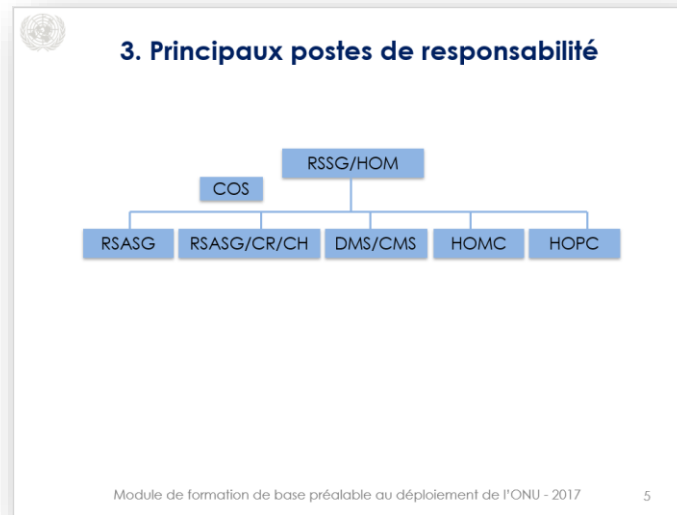 3. Principaux postes de responsabilité
RSSG/HOM
COS
RSASG
RSASG/CR/CH
DMS/CMS
HOMC
HOPC
Module de formation de base préalable au déploiement de l'ONU - 2017
5